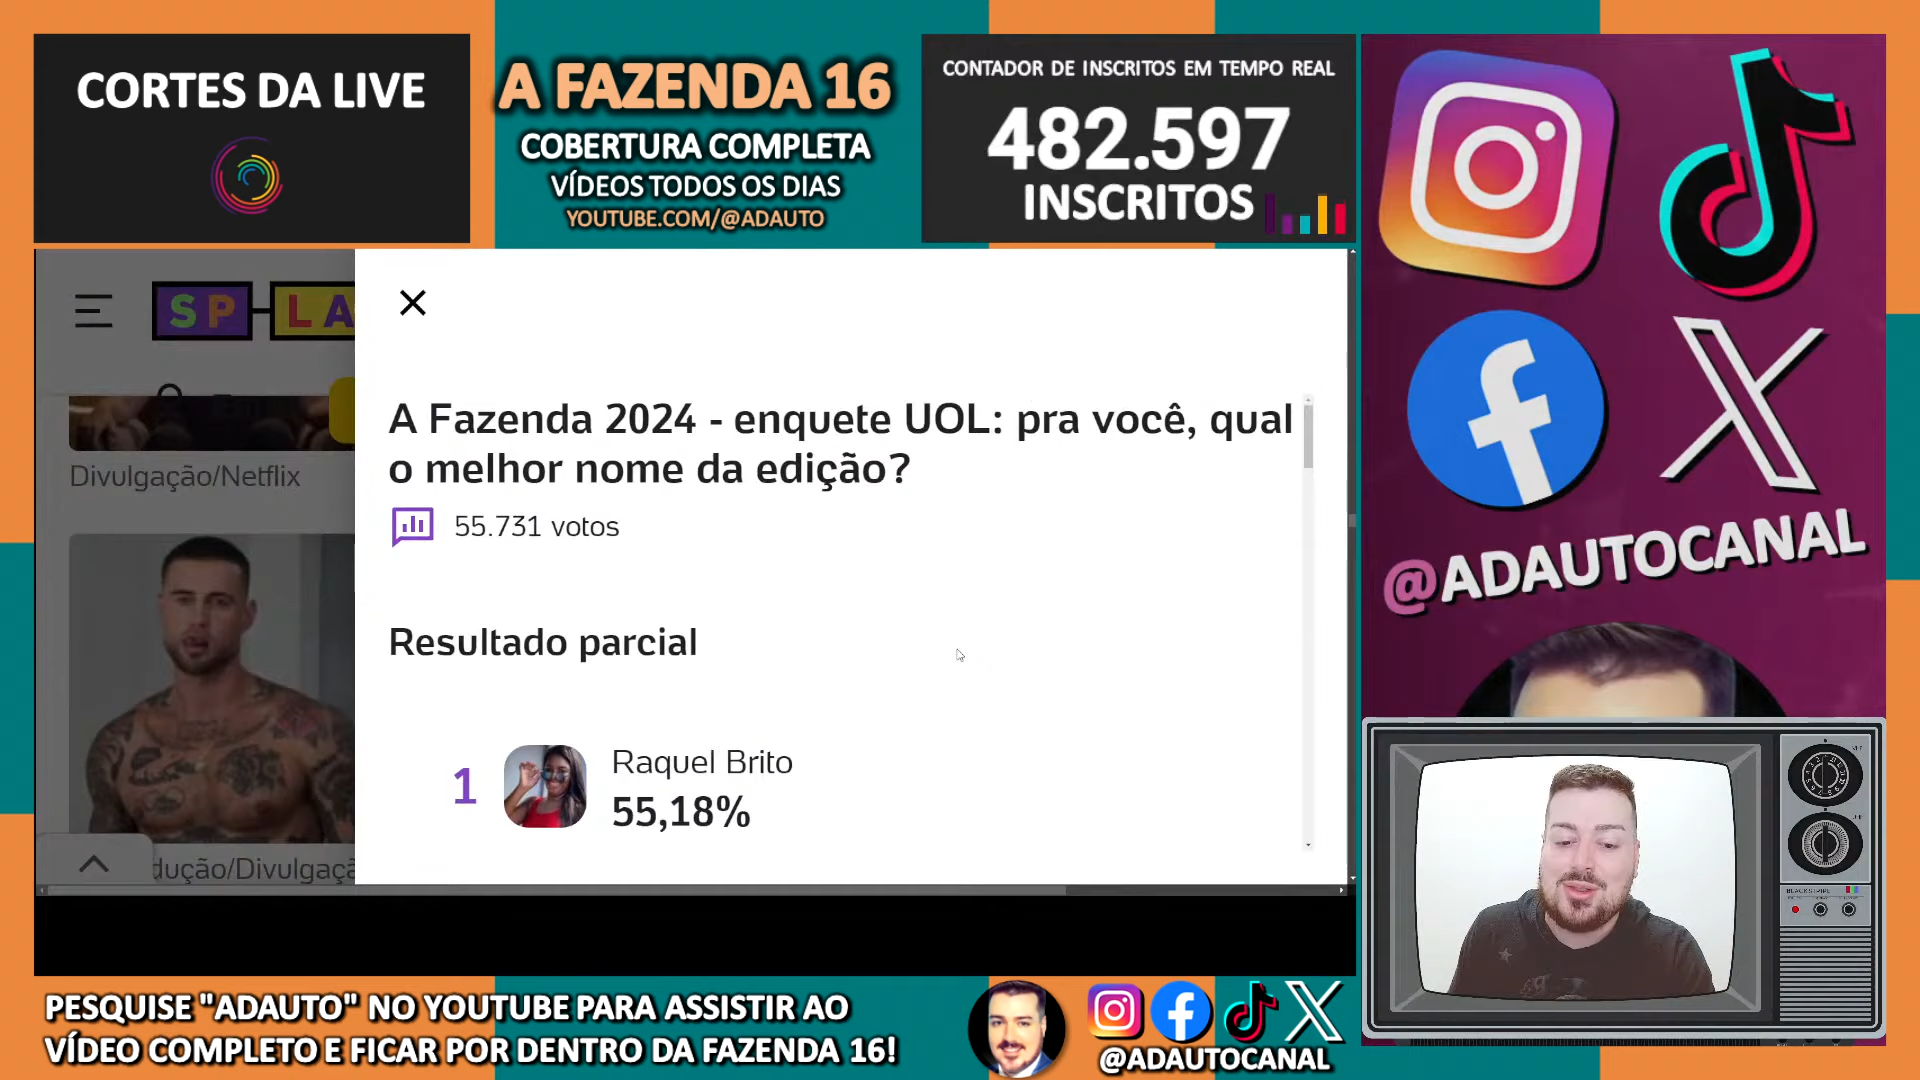 CORTES DA LIVE
A FAZENDA 16
COBERTURA COMPLETA
VÍDEOS TODOS OS DIAS
YOUTUBE.COM/@ADAUTO
CONTADOR DE INSCRITOS EM TEMPO REAL
482.597
INSCRITOS
SP LA
Divulgação/Netflix
dução/Divulgaçã
A Fazenda 2024 - enquete UOL: pra você, qual
o melhor nome da edição?
55.731 votos
Resultado parcial
1
Raquel Brito
55,18%
@ADAUTOCANAL
PESQUISE "ADAUTO" NO YOUTUBE PARA ASSISTIR AO
VÍDEO COMPLETO E FICAR POR DENTRO DA FAZENDA 16!
@ADAUTOCANAL